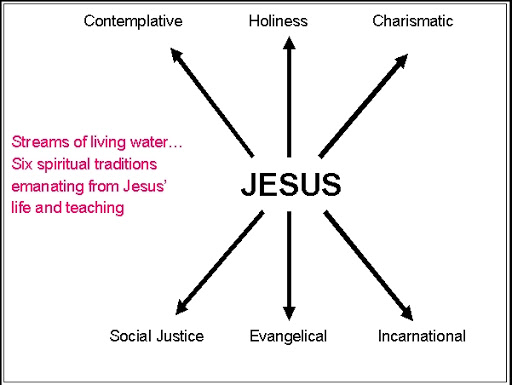 Contemplative Holiness Charismatic
Streams of living water...
Six spiritual traditions
emanating from Jesus'
life and teaching
JESUS
Social Justice Evangelical Incarnational